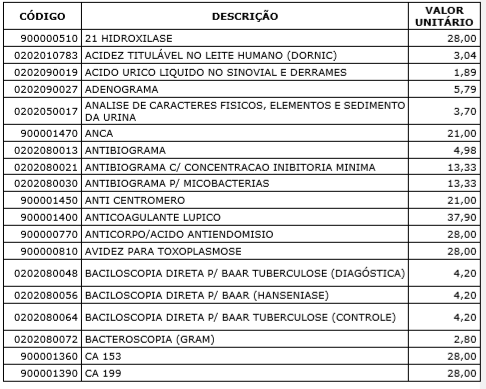 CÓDIGO DESCRIÇÃO VALOR
UNITÁRIO
900000510 21 HIDROXILASE 28,00
0202010783 ACIDEZ TITULÁVEL NO LEITE HUMANO (DORNIC) 3,04
0202090019 ACIDO URICO LIQUIDO NO SINOVIAL E DERRAMES 1,89
0202090027 ADENOGRAMA 5,79
0202050017 ANALISE DE CARACTERES FISICOS, ELEMENTOS E SEDIMENTO
DA URINA 3,70
900001470 ANCA 21,00
0202080013 ANTIBIOGRAMA 4,98
0202080021 ANTIBIOGRAMA C/ CONCENTRACAO INIBITORIA MINIMA 13,33
0202080030 ANTIBIOGRAMA P/ MICOBACTERIAS 13,33
900001450 ANTI CENTROMERO 21,00
900001400 ANTICOAGULANTE LUPICO 37,90
900000770 ANTICORPO/ACIDO ANTIENDOMISIO 28,00
900000810 AVIDEZ PARA TOXOPLASMOSE 28,00
0202080048 BACILOSCOPIA DIRETA P/ BAAR TUBERCULOSE (DIAGÓSTICA) 4,20
0202080056 BACILOSCOPIA DIRETA P/ BAAR (HANSENIASE) 4,20
0202080064 BACILOSCOPIA DIRETA P/ BAAR TUBERCULOSE (CONTROLE) 4,20
0202080072 BACTEROSCOPIA (GRAM) 2,80
900001360 CA 153 28,00
900001390 CA 199 28,00